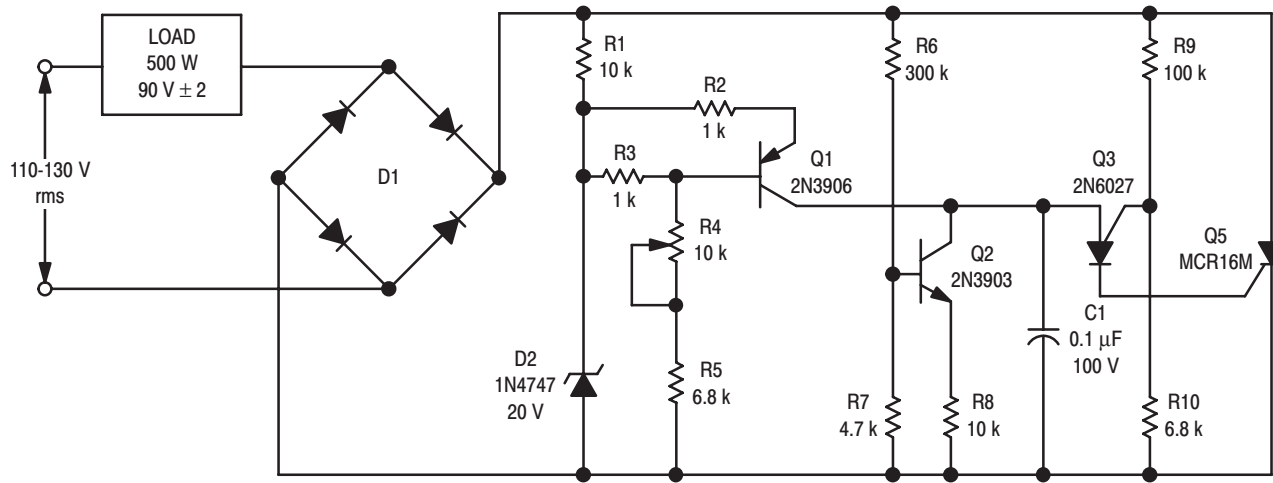 LOAD
500 W
90 V ± 2
110-130 V
rms
D1
R1
10 k
R2
1 k
R3
1 k
R4
10 k
R5
6.8 k
D2
1N4747
20 V
Q1
2N3906
R6
300 k
R7
4.7 k
Q2
2N3903
R8
10 k
C1
0.1 µF
100 V
Q3
2N6027
R9
100 k
R10
6.8 k
Q5
MCR16M